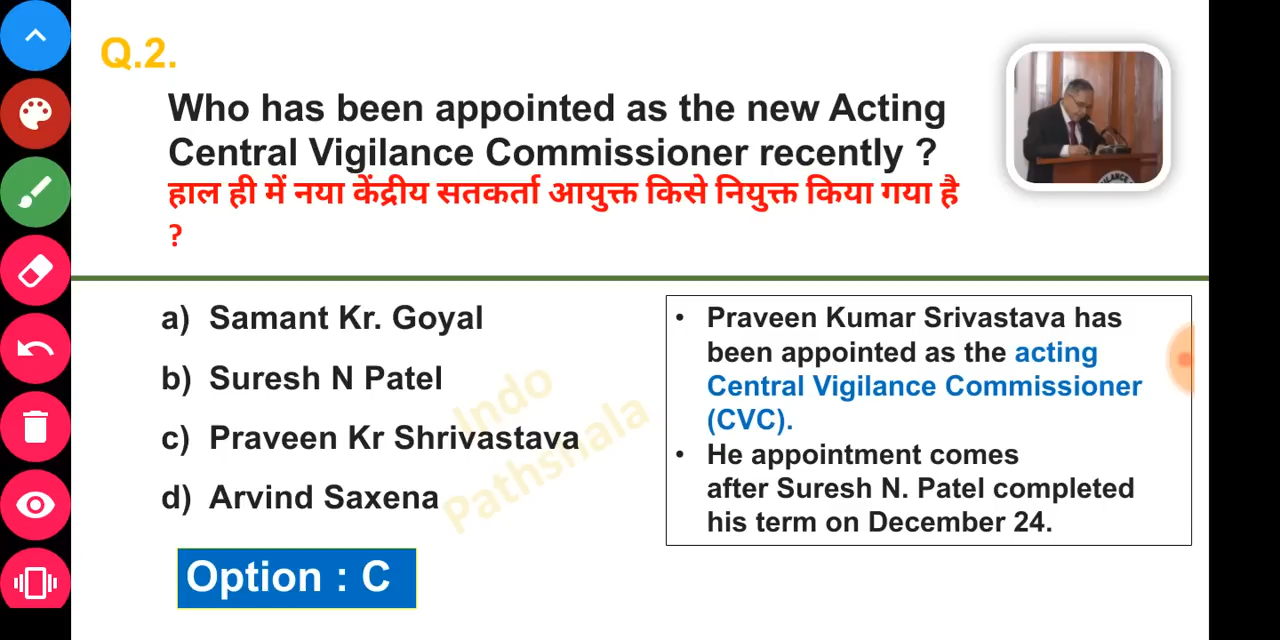 Q.2.
Who has been appointed as the new Acting
Central Vigilance Commissioner recently ?
हाल ही में नया केंद्रीय सतकर्ता आयुक्त किसे नियुक्त किया गया है
?
a) Samant Kr. Goyal
b) Suresh N Patel
c) Praveen Kr Shrivastava
d) Arvind Saxena
Option : C
• Praveen Kumar Srivastava has
been appointed as the acting
Central Vigilance Commissioner
(CVC).
• He appointment comes
after Suresh N. Patel completed
his term on December 24.
Indo
Pathshala